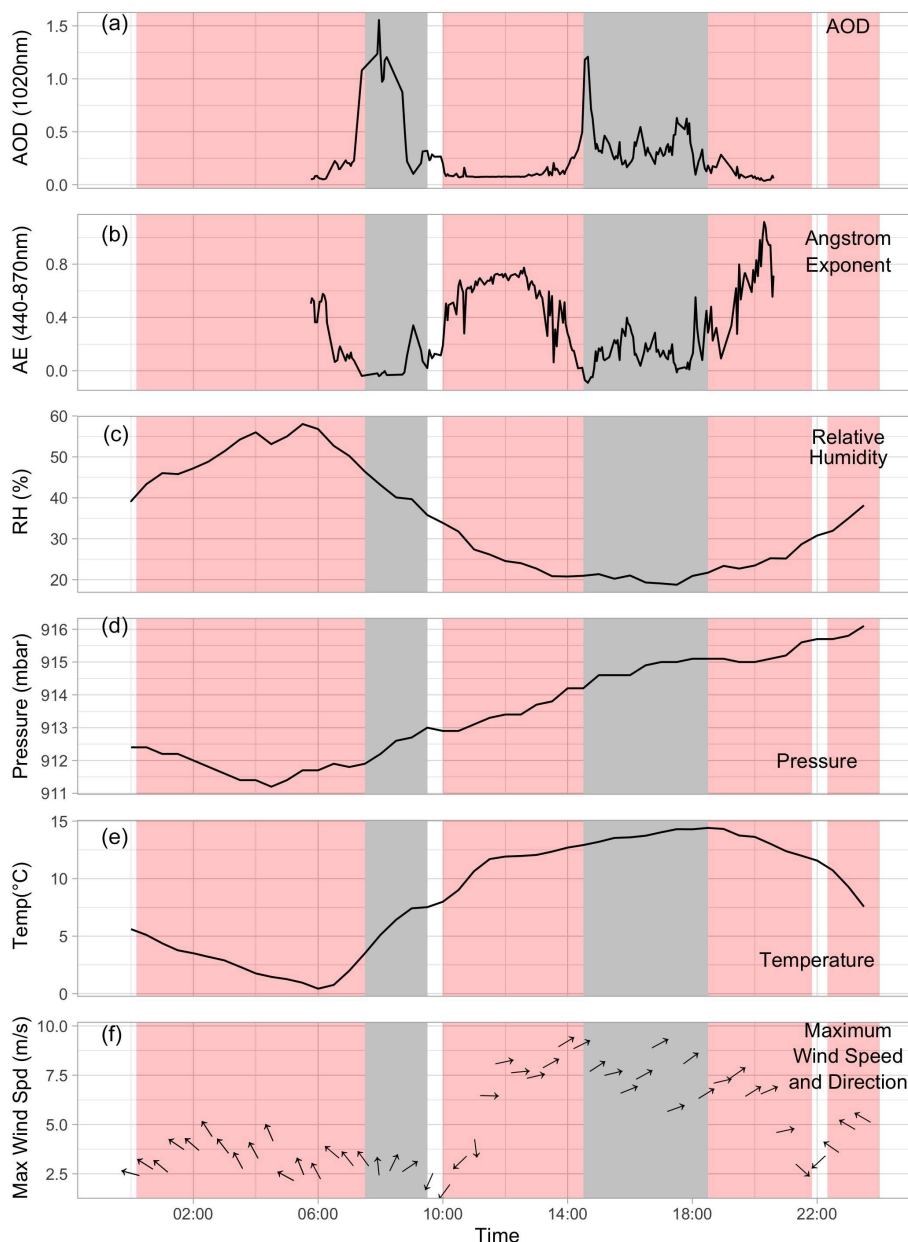 (a)
AOD
AOD (1020nm)
1.5
1.0
0.5
0.0
(b)
Angstrom
Exponent
AE (440-870nm)
0.8
0.4
0.0
(c)
Relative
Humidity
RH (%)
60
50
40
30
20
(d)
Pressure
Pressure (mbar)
916
915
914
913
912
911
(e)
Temperature
Temp(°C)
15
10
5
0
(f)
Maximum
Wind Speed
and Direction
Max Wind Spd (m/s)
10.0
7.5
5.0
2.5
02:00 06:00 10:00 14:00 18:00 22:00
Time